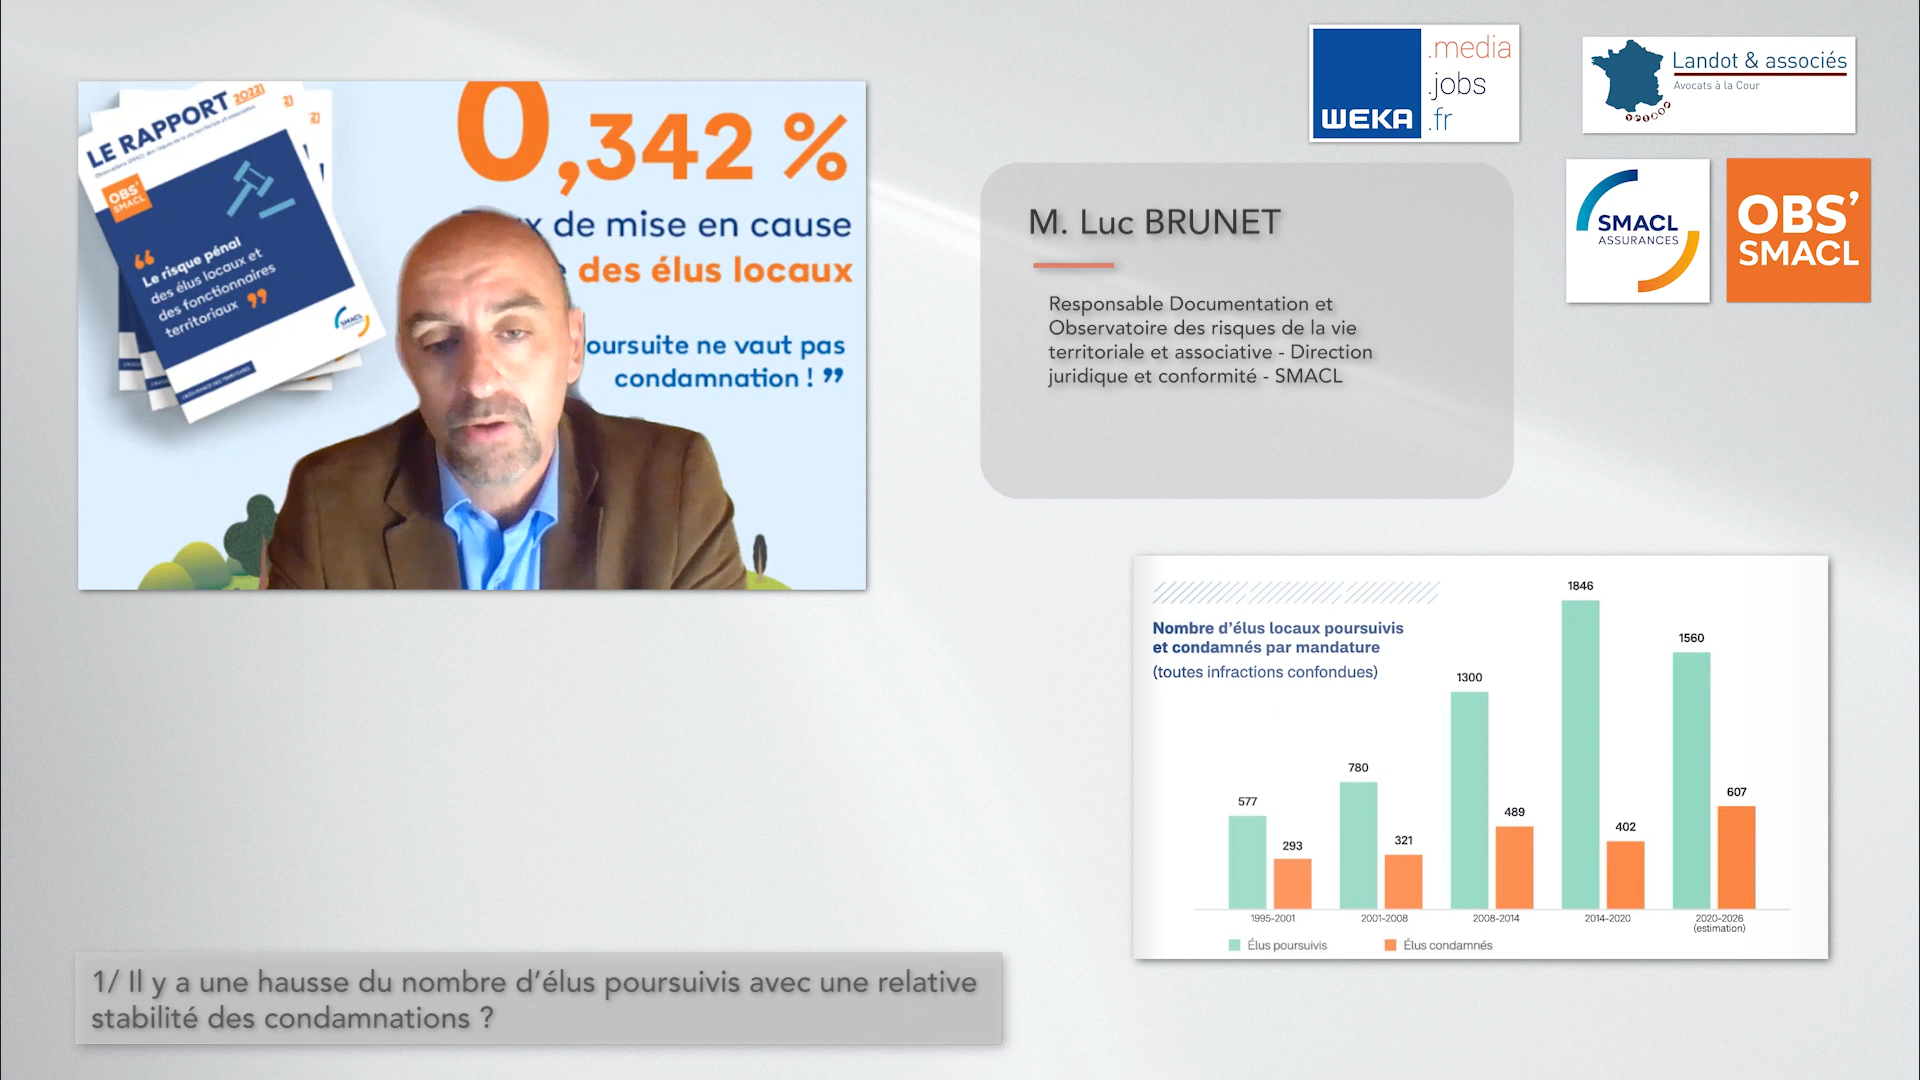 LE RAPPORT 2022
OBS'
SMACL
“
Le risque pénal
des élus locaux et
des fonctionnaires
territoriaux ”
SMACL
0,342 %
de mise en cause
des élus locaux
oursuite ne vaut pas
condamnation ! ”
WEKA
.media
.jobs
.fr
Landot & associés
Avocats à la Cour
SMACL
ASSURANCES
OBS'
SMACL
M. Luc BRUNET
Responsable Documentation et
Observatoire des risques de la vie
territoriale et associative - Direction
juridique et conformité - SMACL
Nombre d'élus locaux poursuivis
et condamnés par mandature
(toutes infractions confondues)
577
293
780
321
1300
489
1846
402
1560
607
1995-2001
2001-2008
2008-2014
2014-2020
2020-2026
(estimation)
Élus poursuivis
Élus condamnés
1/ Il y a une hausse du nombre d'élus poursuivis avec une relative
stabilité des condamnations ?